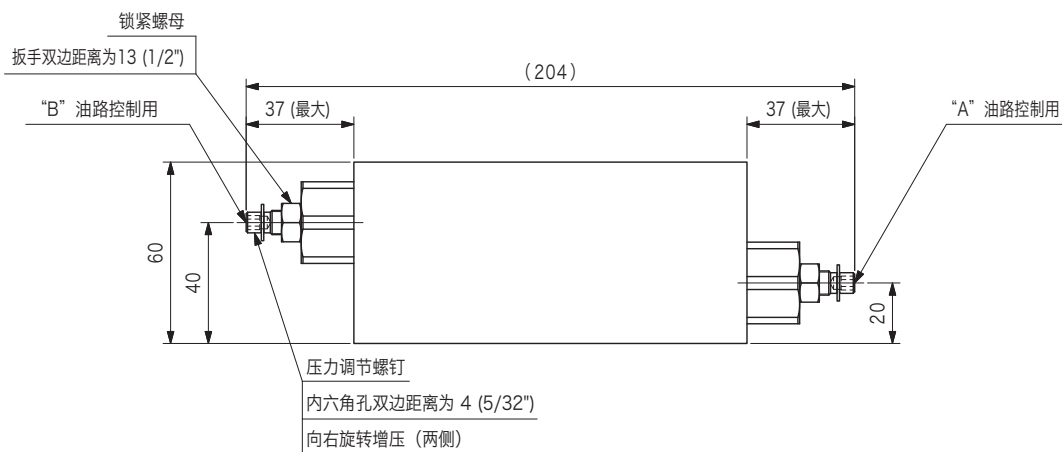 锁紧螺母
扳手双边距离为13 (1/2")
(204)
“B”油路控制用
37 (最大)
37 (最大)
“A”油路控制用
60
40
20
压力调节螺钉
内六角孔双边距离为 4 (5/32")
向右旋转增压（两侧）